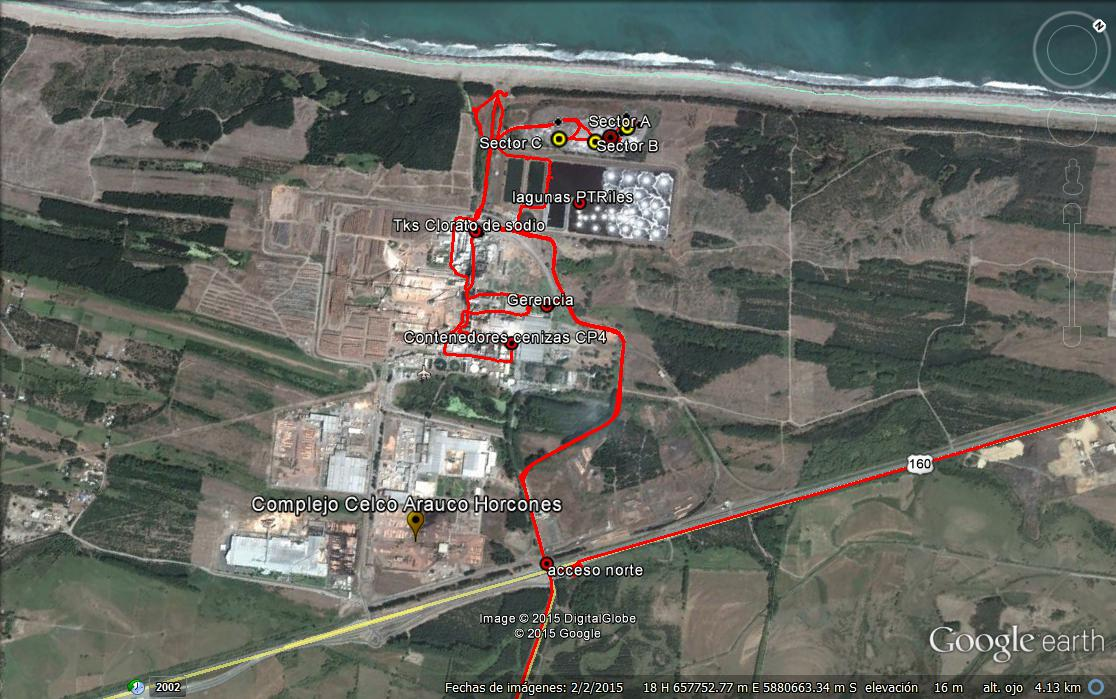 N
Sector A
Sector C
Sector B
lagunas PTRiles
Tks Clorato de sodio
Gerencia
Contenedores cenizas CP4
160
Complejo Celco Arauco Horcones
acceso norte
Image © 2015 DigitalGlobe
© 2015 Google
Google earth
2002
Fechas de imágenes: 2/2/2015 18 H 657752.77 m E 5880663.34 m S elevación 16 m alt. ojo 4.13 km